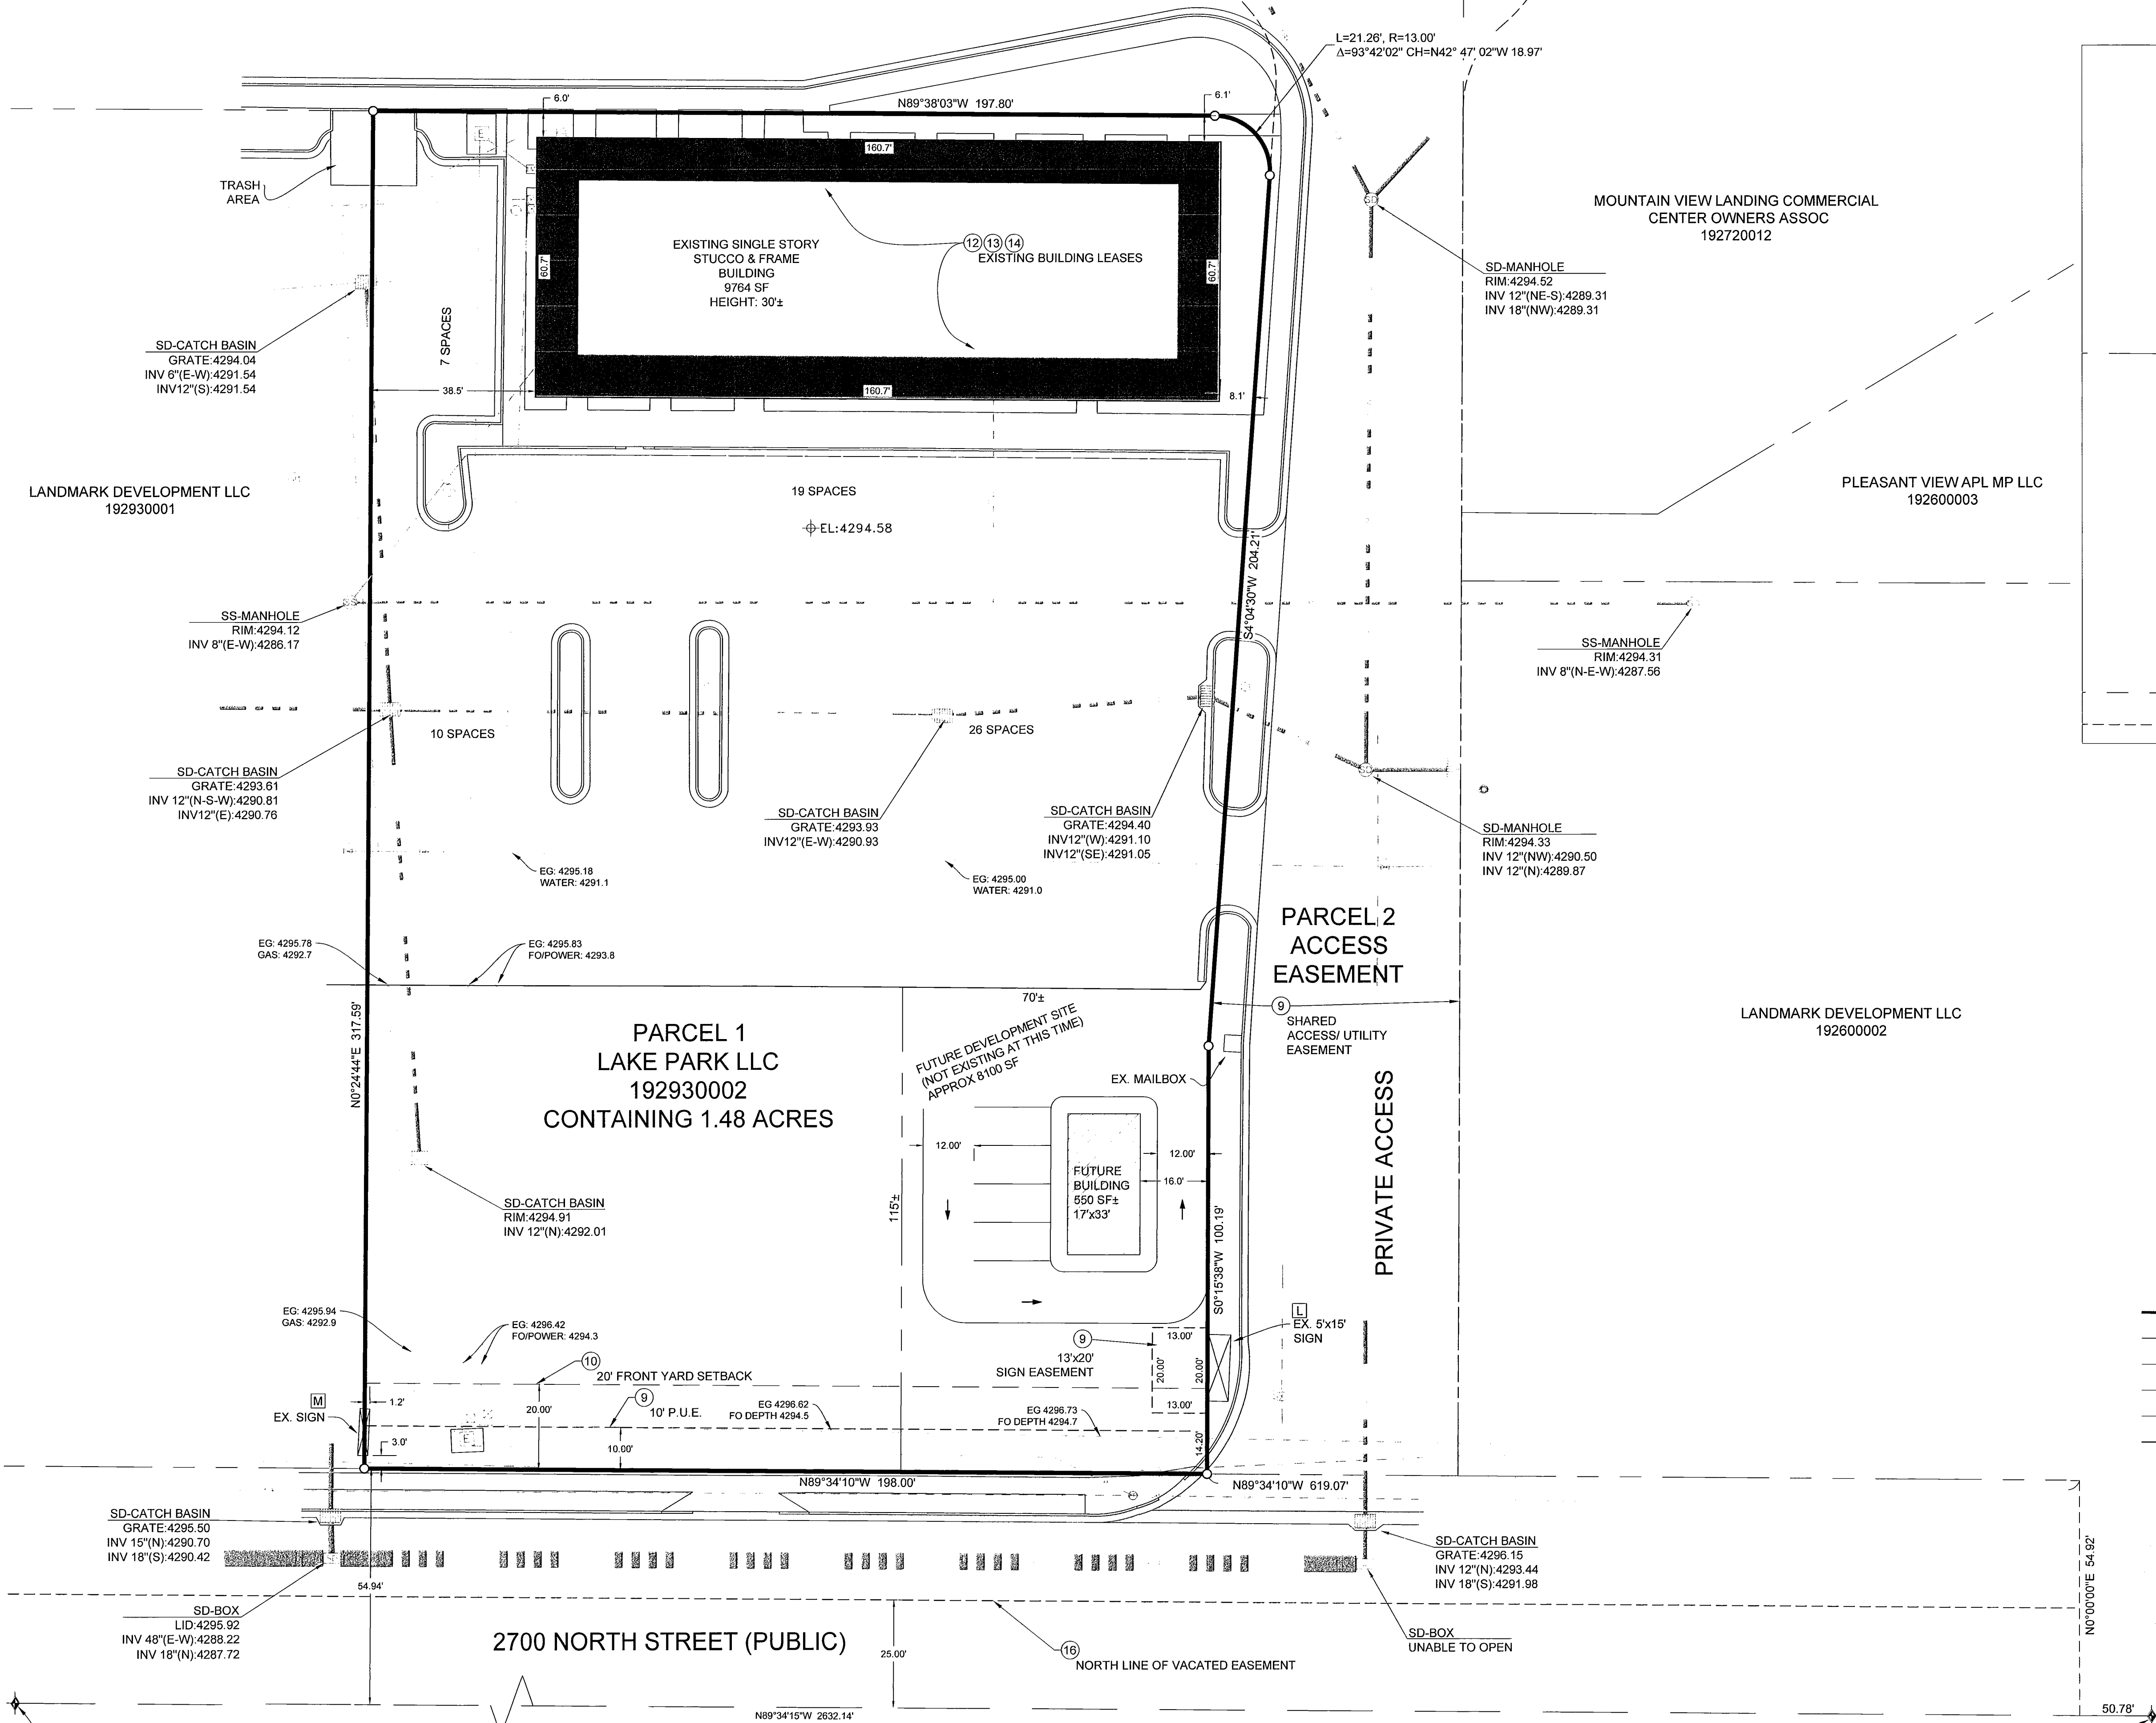 L=21.26', R=13.00'
Δ=93°42'02" CH=N42° 47' 02"W 18.97'
6.0'
N89°38'03"W 197.80'
6.1'
160.7'
TRASH
AREA
E
MOUNTAIN VIEW LANDING COMMERCIAL
CENTER OWNERS ASSOC
192720012
SD
EXISTING SINGLE STORY
STUCCO & FRAME
BUILDING
9764 SF
HEIGHT: 30'±
12 13 14
EXISTING BUILDING LEASES
60.7'
60.7'
SD-MANHOLE
RIM:4294.52
INV 12"(NE-S):4289.31
INV 18"(NW):4289.31
7 SPACES
SD-CATCH BASIN
GRATE:4294.04
INV 6"(E-W):4291.54
INV12"(S):4291.54
38.5'
160.7'
8.1'
LANDMARK DEVELOPMENT LLC
192930001
19 SPACES
EL:4294.58
PLEASANT VIEW APL MP LLC
192600003
S4°04'30"W 204.21'
SS-MANHOLE
RIM:4294.12
INV 8"(E-W):4286.17
SS-MANHOLE
RIM:4294.31
INV 8"(N-E-W):4287.56
10 SPACES
26 SPACES
SD-CATCH BASIN
GRATE:4293.61
INV 12"(N-S-W):4290.81
INV12"(E):4290.76
SD-CATCH BASIN
GRATE:4293.93
INV12"(E-W):4290.93
SD-CATCH BASIN
GRATE:4294.40
INV12"(W):4291.10
INV12"(SE):4291.05
SD-MANHOLE
RIM:4294.33
INV 12"(NW):4290.50
INV 12"(N):4289.87
EG: 4295.18
WATER: 4291.1
EG: 4295.00
WATER: 4291.0
PARCEL 2
ACCESS
EASEMENT
EG: 4295.78
GAS: 4292.7
EG: 4295.83
FO/POWER: 4293.8
70'±
9
SHARED
ACCESS/ UTILITY
EASEMENT
LANDMARK DEVELOPMENT LLC
192600002
N0°24'44"E 317.59'
PARCEL 1
LAKE PARK LLC
192930002
CONTAINING 1.48 ACRES
FUTURE DEVELOPMENT SITE
(NOT EXISTING AT THIS TIME)
APPROX 8100 SF
EX. MAILBOX
PRIVATE ACCESS
12.00'
12.00'
16.0'
FUTURE
BUILDING
550 SF±
17'x33'
115'±
S0°15'38"W 100.19'
SD-CATCH BASIN
RIM:4294.91
INV 12"(N):4292.01
EG: 4295.94
GAS: 4292.9
EG: 4296.42
FO/POWER: 4294.3
L
EX. 5'x15'
SIGN
9
13'x20'
SIGN EASEMENT
13.00'
20.00'
20.00'
13.00'
14.20'
10
20' FRONT YARD SETBACK
M
EX. SIGN
1.2'
3.0'
20.00'
9
10' P.U.E.
10.00'
EG 4296.62
FO DEPTH 4294.5
EG 4296.73
FO DEPTH 4294.7
E
N89°34'10"W 198.00'
N89°34'10"W 619.07'
SD-CATCH BASIN
GRATE:4295.50
INV 15"(N):4290.70
INV 18"(S):4290.42
SD-CATCH BASIN
GRATE:4296.15
INV 12"(N):4293.44
INV 18"(S):4291.98
54.94'
N0°00'00"E 54.92'
SD-BOX
LID:4295.92
INV 48"(E-W):4288.22
INV 18"(N):4287.72
2700 NORTH STREET (PUBLIC)
25.00'
16
NORTH LINE OF VACATED EASEMENT
SD-BOX
UNABLE TO OPEN
N89°34'15"W 2632.14'
50.78'